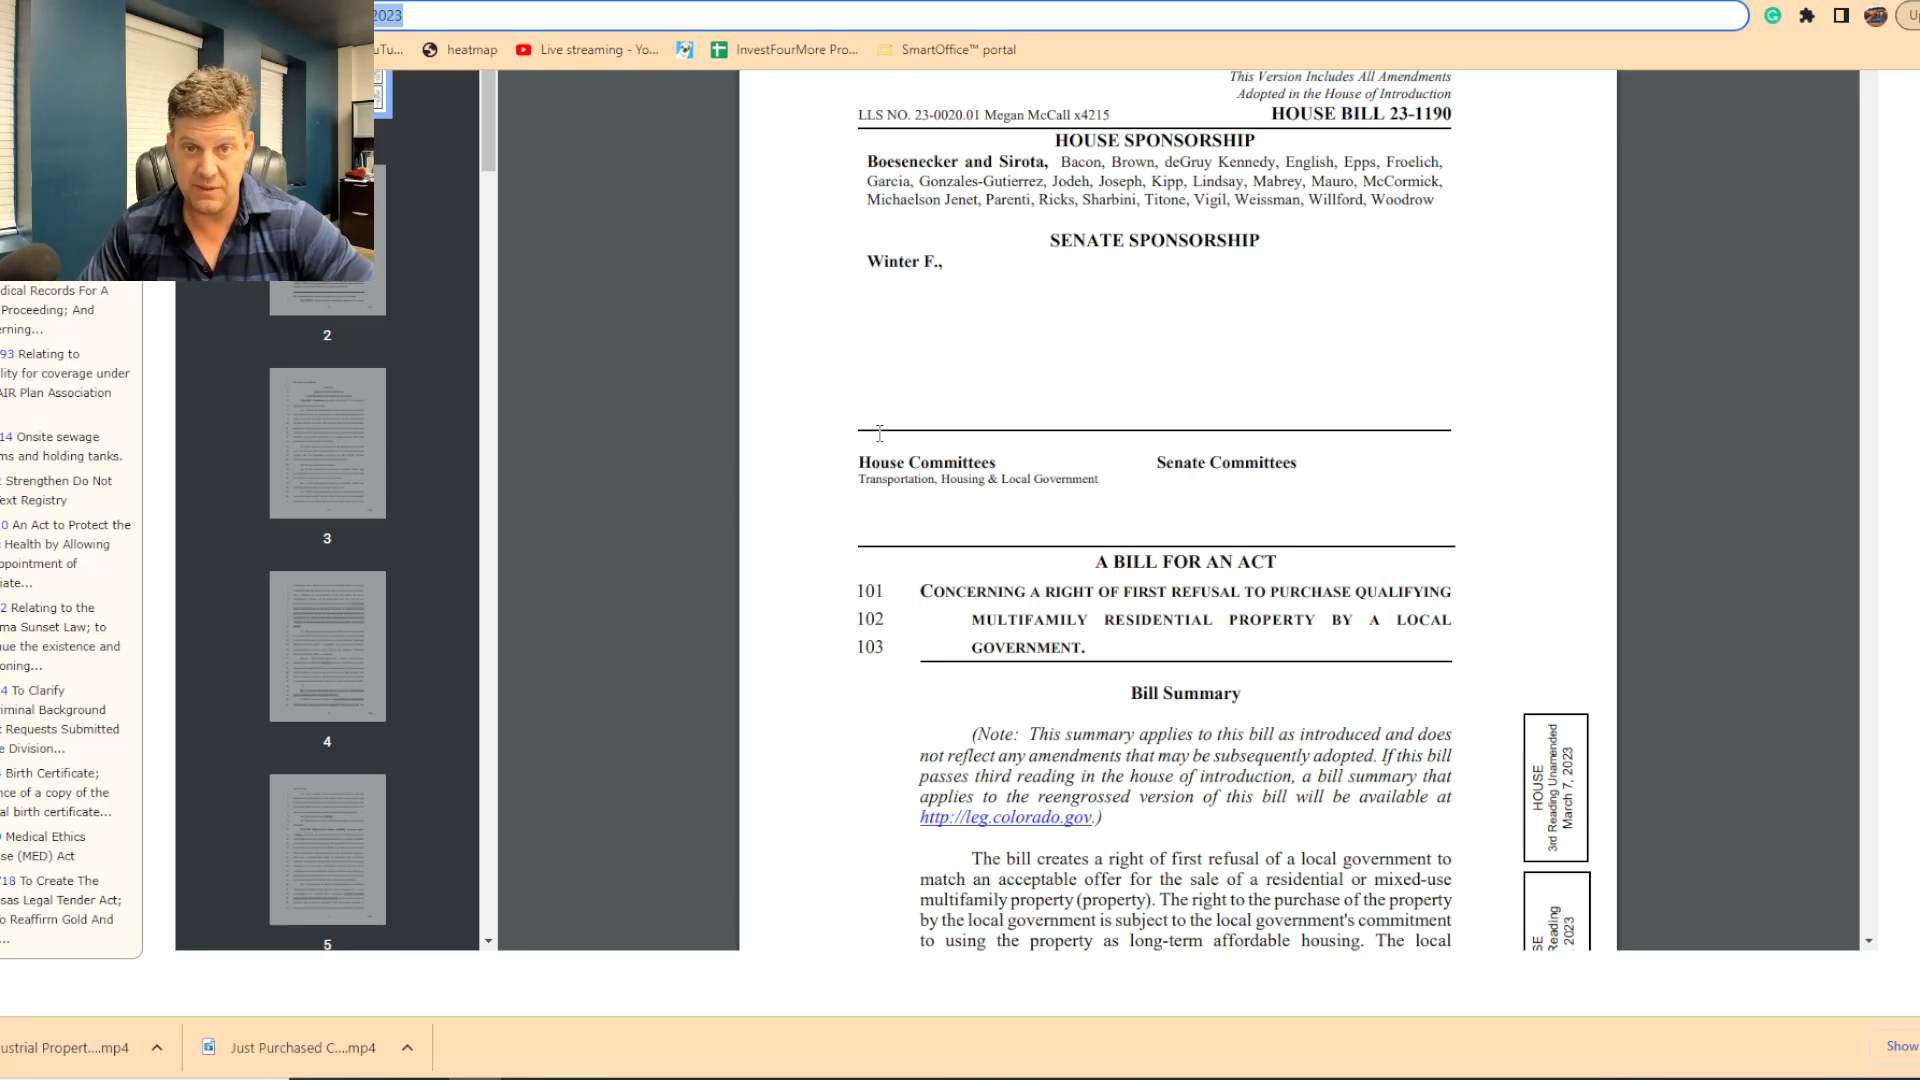 2023
uTu...
heatmap
Live streaming - Yo...
InvestFourMore Pro...
SmartOffice™ portal
This Version Includes All Amendments
Adopted in the House of Introduction
LLS NO. 23-0020.01 Megan McCall x4215
HOUSE BILL 23-1190
HOUSE SPONSORSHIP
Boesenecker and Sirota, Bacon, Brown, deGruy Kennedy, English, Epps, Froelich,
Garcia, Gonzales-Gutierrez, Jodeh, Joseph, Kipp, Lindsay, Mabrey, Mauro, McCormick,
Michaelson Jenet, Parenti, Ricks, Sharbini, Titone, Vigil, Weissman, Willford, Woodrow
SENATE SPONSORSHIP
Winter F.,
House Committees
Transportation, Housing & Local Government
Senate Committees
A BILL FOR AN ACT
101 CONCERNING A RIGHT OF FIRST REFUSAL TO PURCHASE QUALIFYING
102 MULTIFAMILY RESIDENTIAL PROPERTY BY A LOCAL
103 GOVERNMENT.
Bill Summary
(Note: This summary applies to this bill as introduced and does
not reflect any amendments that may be subsequently adopted. If this bill
passes third reading in the house of introduction, a bill summary that
applies to the reengrossed version of this bill will be available at
http://leg.colorado.gov.)
The bill creates a right of first refusal of a local government to
match an acceptable offer for the sale of a residential or mixed-use
multifamily property (property). The right to the purchase of the property
by the local government is subject to the local government's commitment
to using the property as long-term affordable housing. The local
HOUSE
3rd Reading Unamended
March 7, 2023
SE
Reading
2023
dical Records For A
Proceeding; And
erning...
93 Relating to
lity for coverage under
AIR Plan Association
14 Onsite sewage
ms and holding tanks.
Strengthen Do Not
ext Registry
0 An Act to Protect the
Health by Allowing
ppointment of
iate...
2 Relating to the
ma Sunset Law; to
nue the existence and
oning...
4 To Clarify
riminal Background
t Requests Submitted
e Division...
Birth Certificate;
nce of a copy of the
al birth certificate...
Medical Ethics
se (MED) Act
718 To Create The
sas Legal Tender Act;
o Reaffirm Gold And
...
2
3
4
5
ustrial Propert....mp4
Just Purchased C....mp4
Show